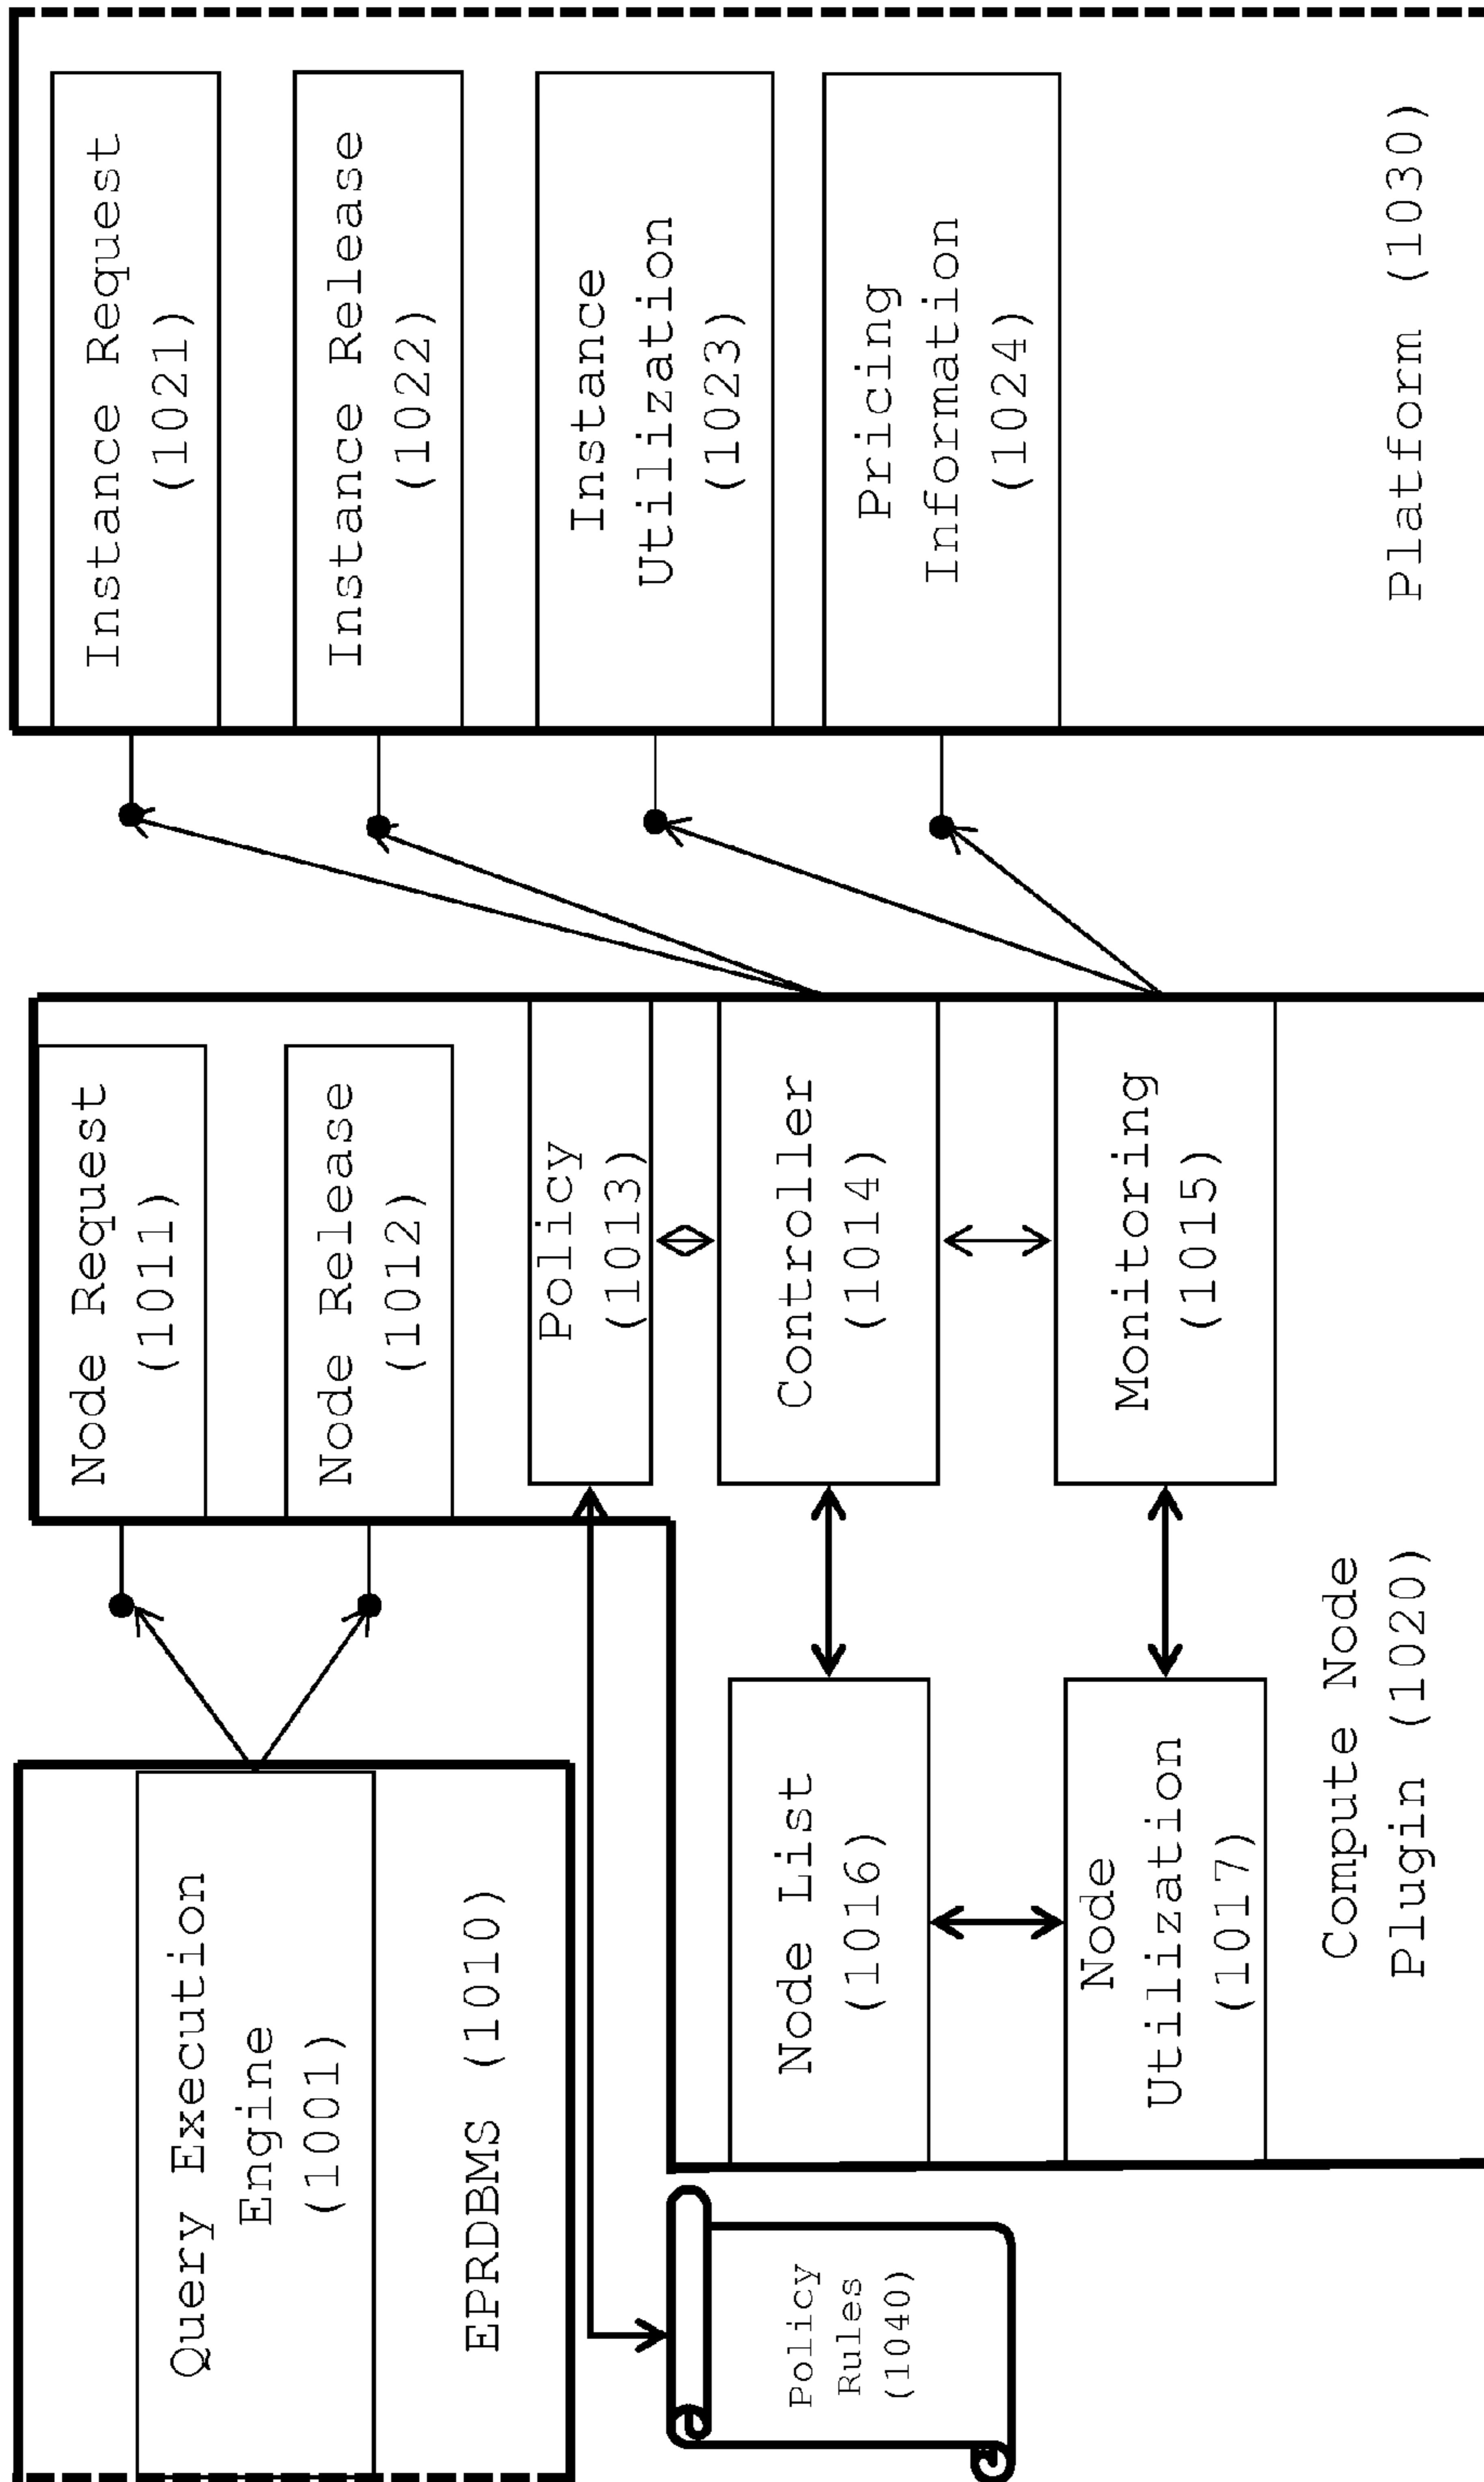 Query Execution
Engine
(1001)
EPRDBMS (1010)
Policy
Rules
(1040)
Node Request
(1011)
Node Release
(1012)
Policy
(1013)
Controller
(1014)
Monitoring
(1015)
Node List
(1016)
Node
Utilization
(1017)
Compute Node
Plugin (1020)
Instance Request
(1021)
Instance Release
(1022)
Instance
Utilization
(1023)
Pricing
Information
(1024)
Platform (1030)